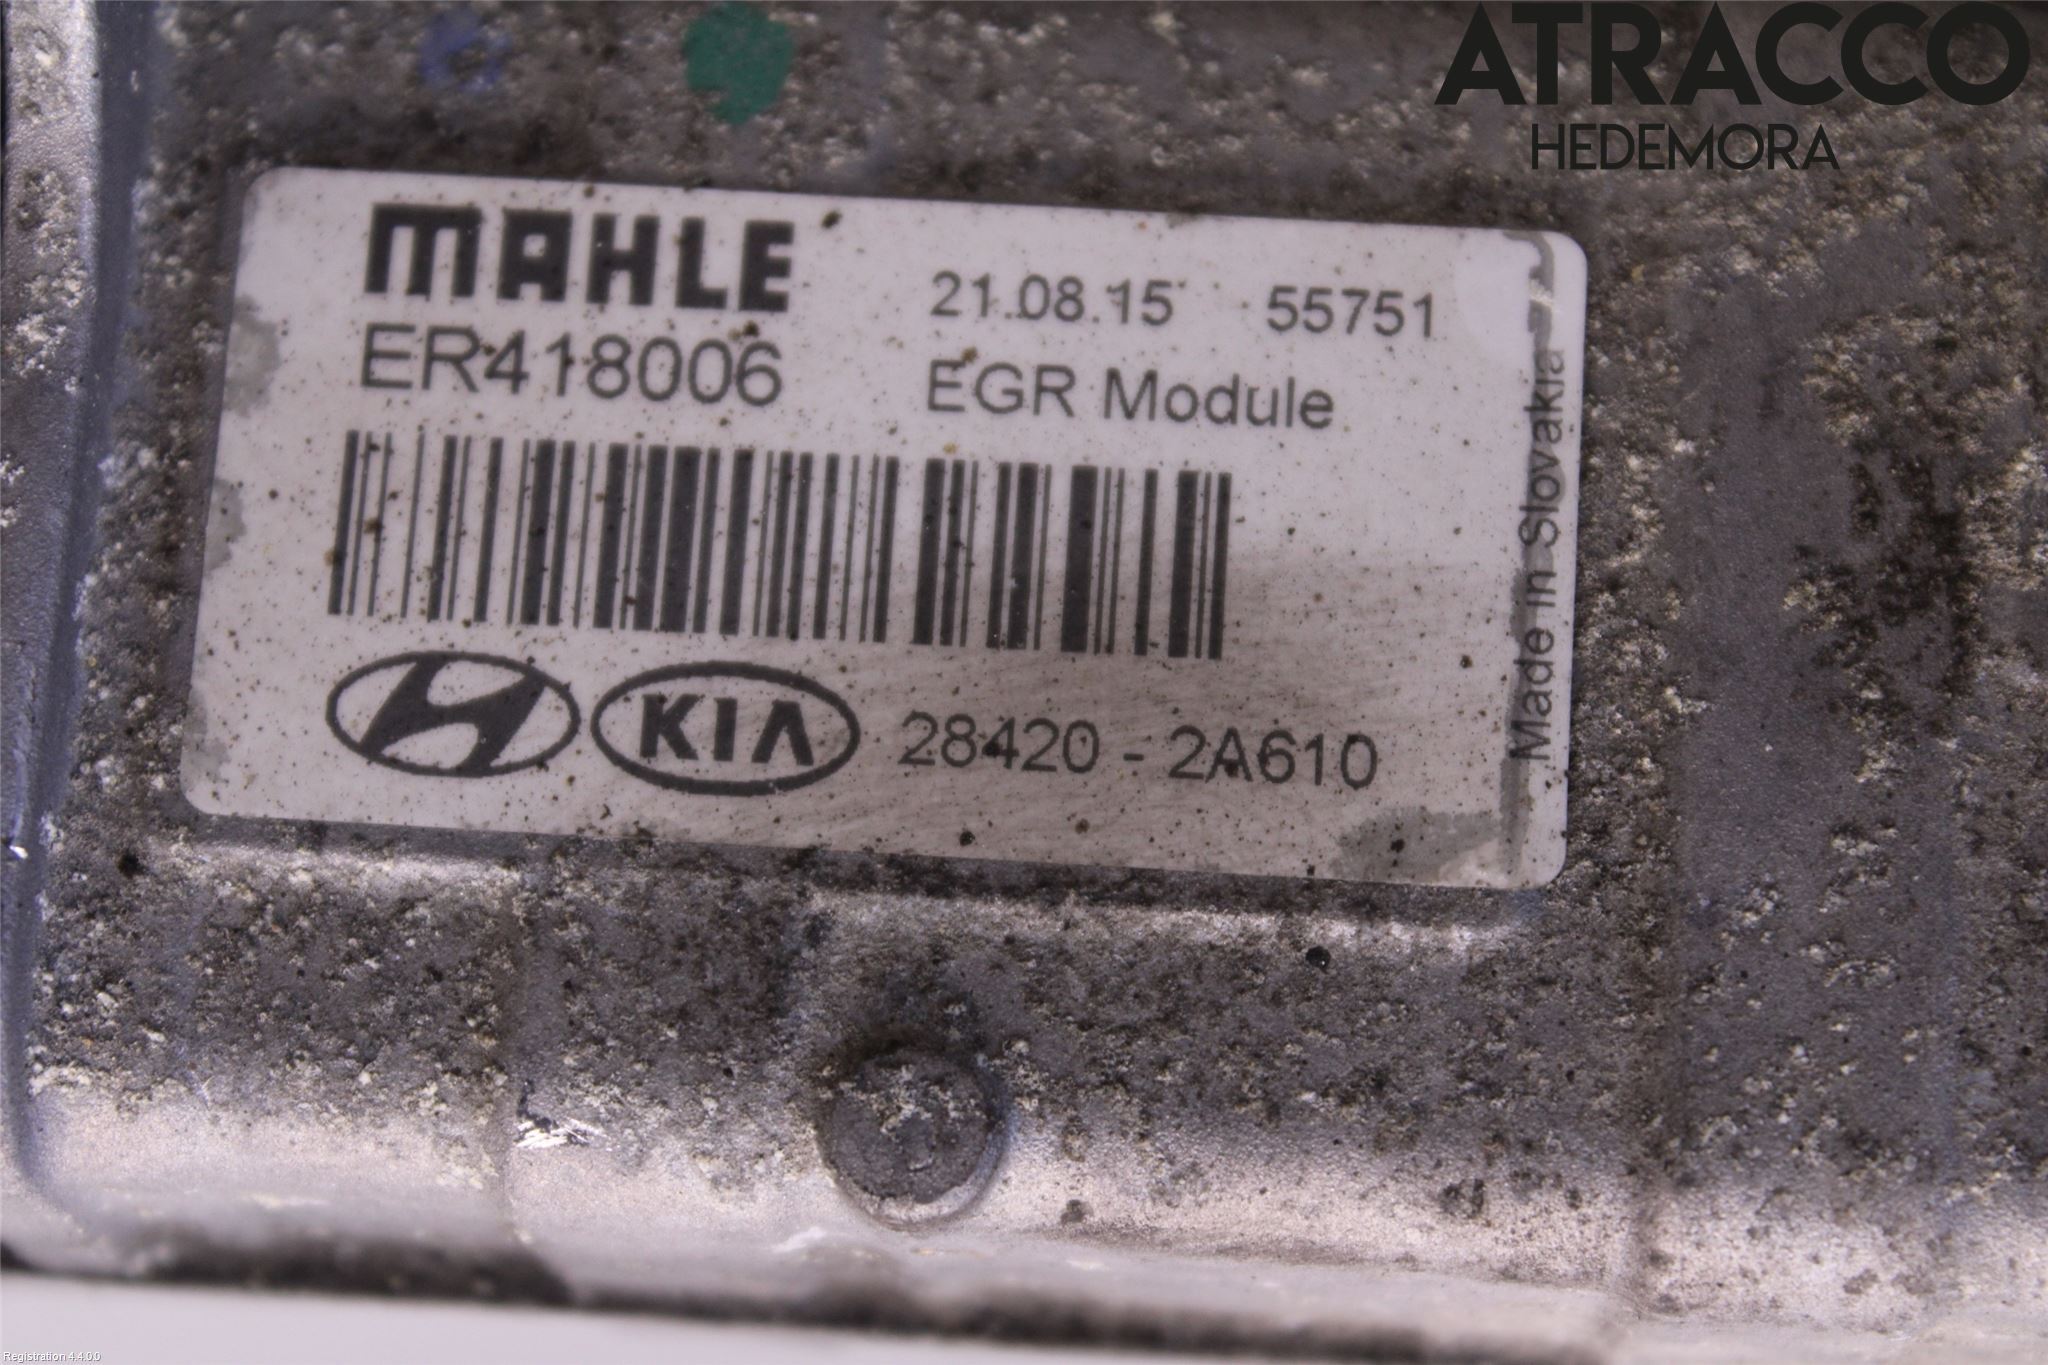 ATRACCO
HEDEMORA
MAHLE
21.08.15 55751
ER418006 EGR Module
KIA 28420 - 2A610
Made in Slovakia
Registration 4.4.0.0